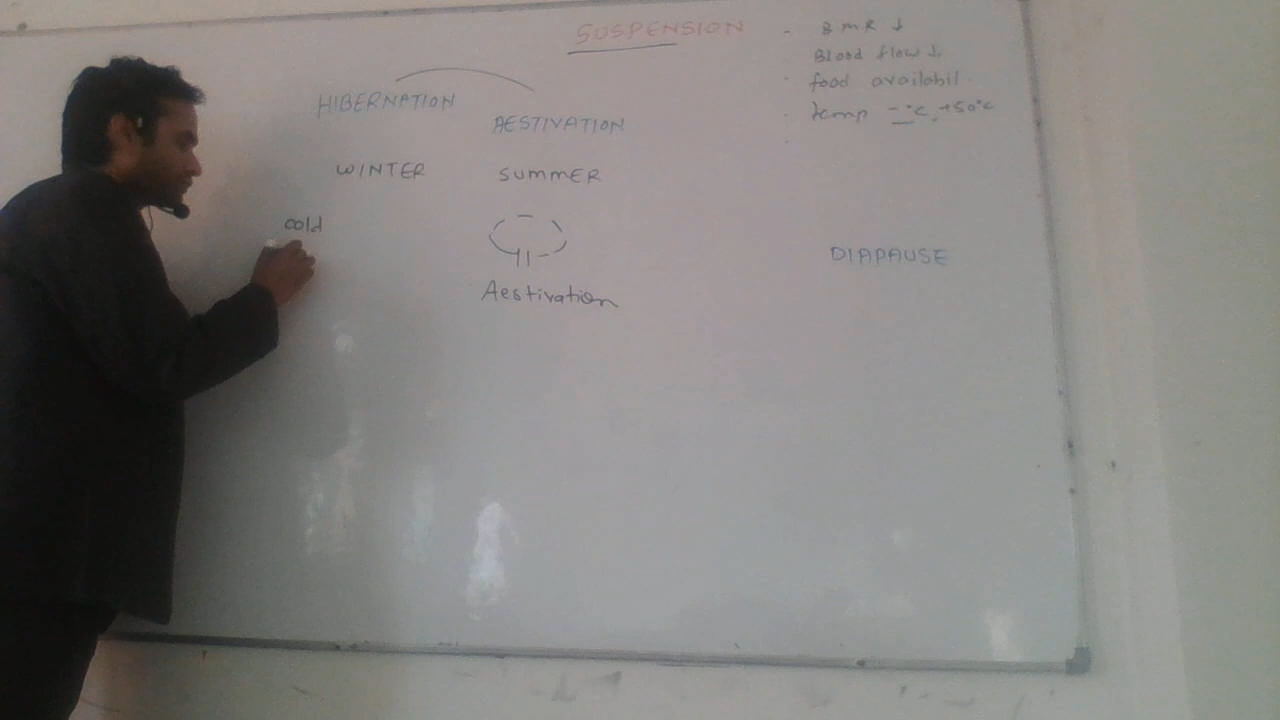 SUSPENSION
- BMR ↓
Blood flow ↓
food availabil
temp -°c, +50°c
HIBERNATION
AESTIVATION
WINTER
SUMMER
cold
Aestivation
DIAPAUSE